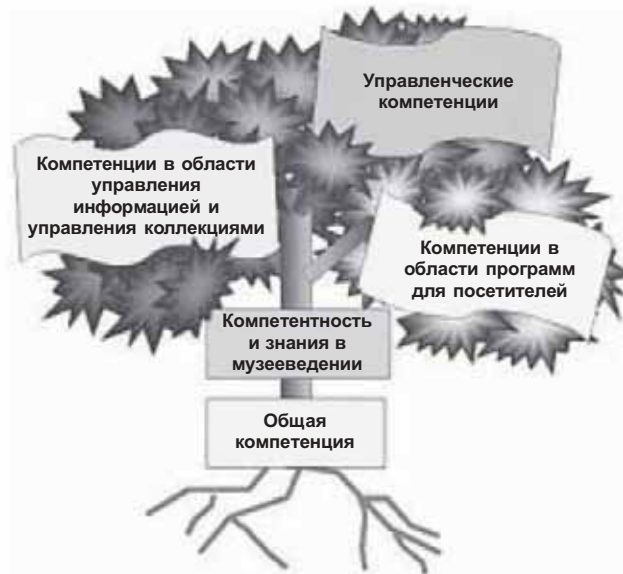 Управленческие
компетенции
Компетенции в области
управления
информацией и
управления коллекциями
Компетенции в
области программ
для посетителей
Компетентность
и знания в
музееведении
Общая
компетенция